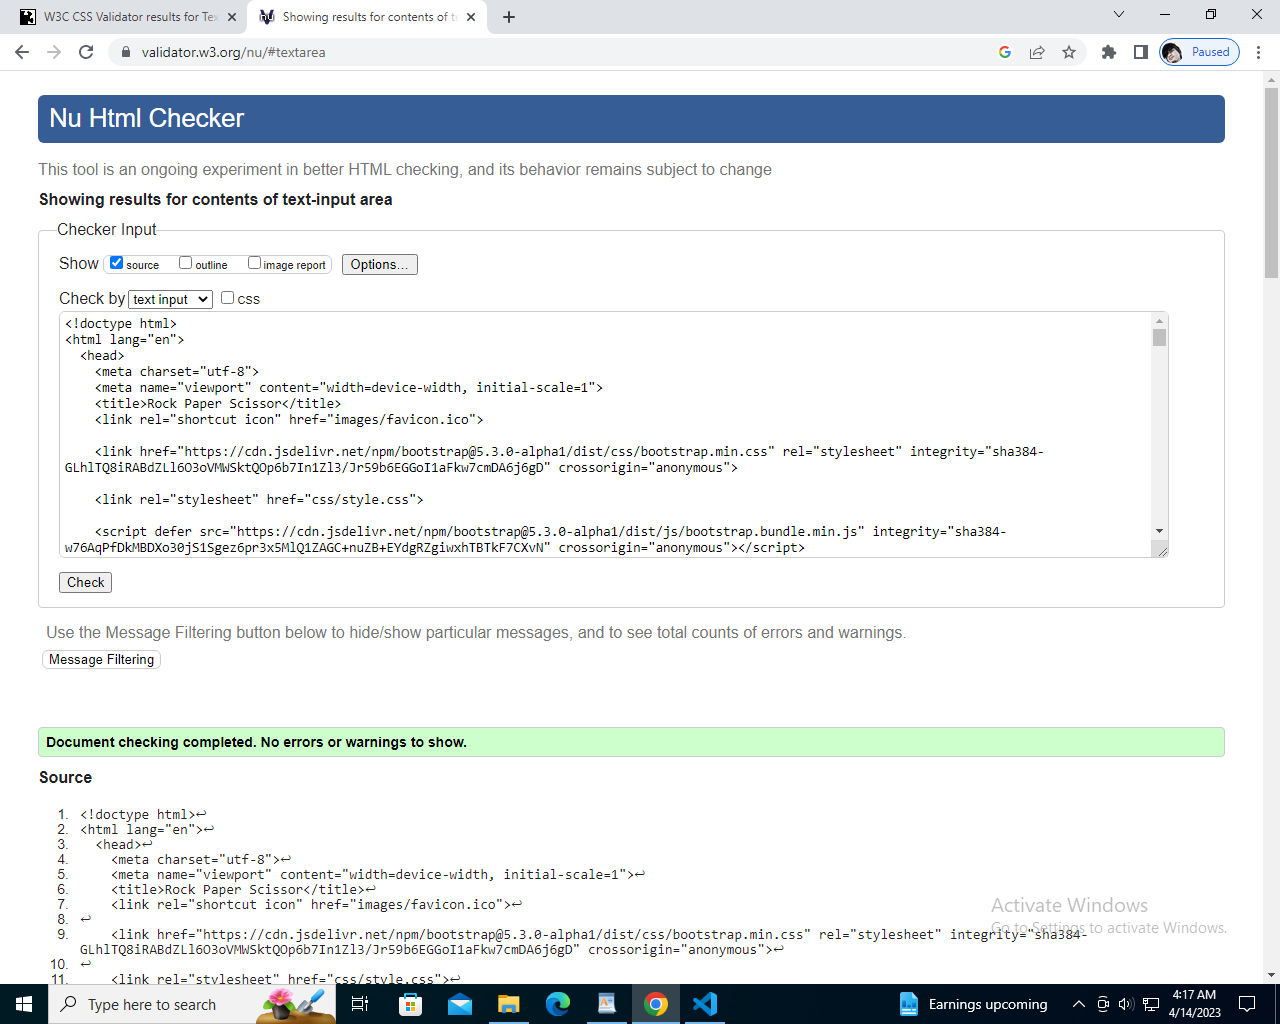 W3C CSS Validator results for Tex
Showing results for contents of te
validator.w3.org/nu/#textarea
Paused
Nu Html Checker
This tool is an ongoing experiment in better HTML checking, and its behavior remains subject to change
Showing results for contents of text-input area
Checker Input
Show source outline image report Options...
Check by text input css
<!doctype html>
<html lang="en">
<head>
<meta charset="utf-8">
<meta name="viewport" content="width=device-width, initial-scale=1">
<title>Rock Paper Scissor</title>
<link rel="shortcut icon" href="images/favicon.ico">
<link href="https://cdn.jsdelivr.net/npm/bootstrap@5.3.0-alpha1/dist/css/bootstrap.min.css" rel="stylesheet" integrity="sha384-
GLhlTQ8iRABdZLl6O3oVMWSktQOp6b7In1Zl3/Jr59b6EGGoI1aFkw7cmDA6j6gD" crossorigin="anonymous">
<link rel="stylesheet" href="css/style.css">
<script defer src="https://cdn.jsdelivr.net/npm/bootstrap@5.3.0-alpha1/dist/js/bootstrap.bundle.min.js" integrity="sha384-
w76AqPfDkMBDXo30jS1Sgez6pr3x5MlQ1ZAGC+nuZB+EYdgRZgiwxhTBTkF7CXvN" crossorigin="anonymous"></script>
Check
Use the Message Filtering button below to hide/show particular messages, and to see total counts of errors and warnings.
Message Filtering
Document checking completed. No errors or warnings to show.
Source
1. <!doctype html>↩
2. <html lang="en">↩
3. <head>↩
4. <meta charset="utf-8">↩
5. <meta name="viewport" content="width=device-width, initial-scale=1">↩
6. <title>Rock Paper Scissor</title>↩
7. <link rel="shortcut icon" href="images/favicon.ico">↩
8. ↩
9. <link href="https://cdn.jsdelivr.net/npm/bootstrap@5.3.0-alpha1/dist/css/bootstrap.min.css" rel="stylesheet" integrity="sha384-
GLhlTQ8iRABdZLl6O3oVMWSktQOp6b7In1Zl3/Jr59b6EGGoI1aFkw7cmDA6j6gD" crossorigin="anonymous">↩
10. ↩
11. <link rel="stylesheet" href="css/style.css">↩
Activate Windows
Go to Settings to activate Windows.
Type here to search
Earnings upcoming
4:17 AM
4/14/2023